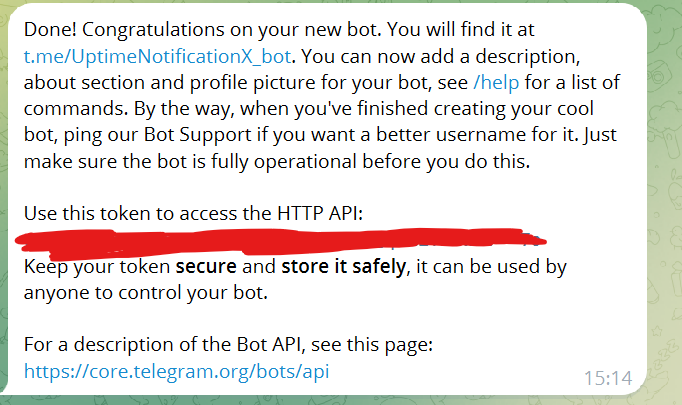 Done! Congratulations on your new bot. You will find it at
t.me/UptimeNotificationX_bot. You can now add a description,
about section and profile picture for your bot, see /help for a list of
commands. By the way, when you've finished creating your cool
bot, ping our Bot Support if you want a better username for it. Just
make sure the bot is fully operational before you do this.
Use this token to access the HTTP API:
Keep your token secure and store it safely, it can be used by
anyone to control your bot.
For a description of the Bot API, see this page:
https://core.telegram.org/bots/api
15:14